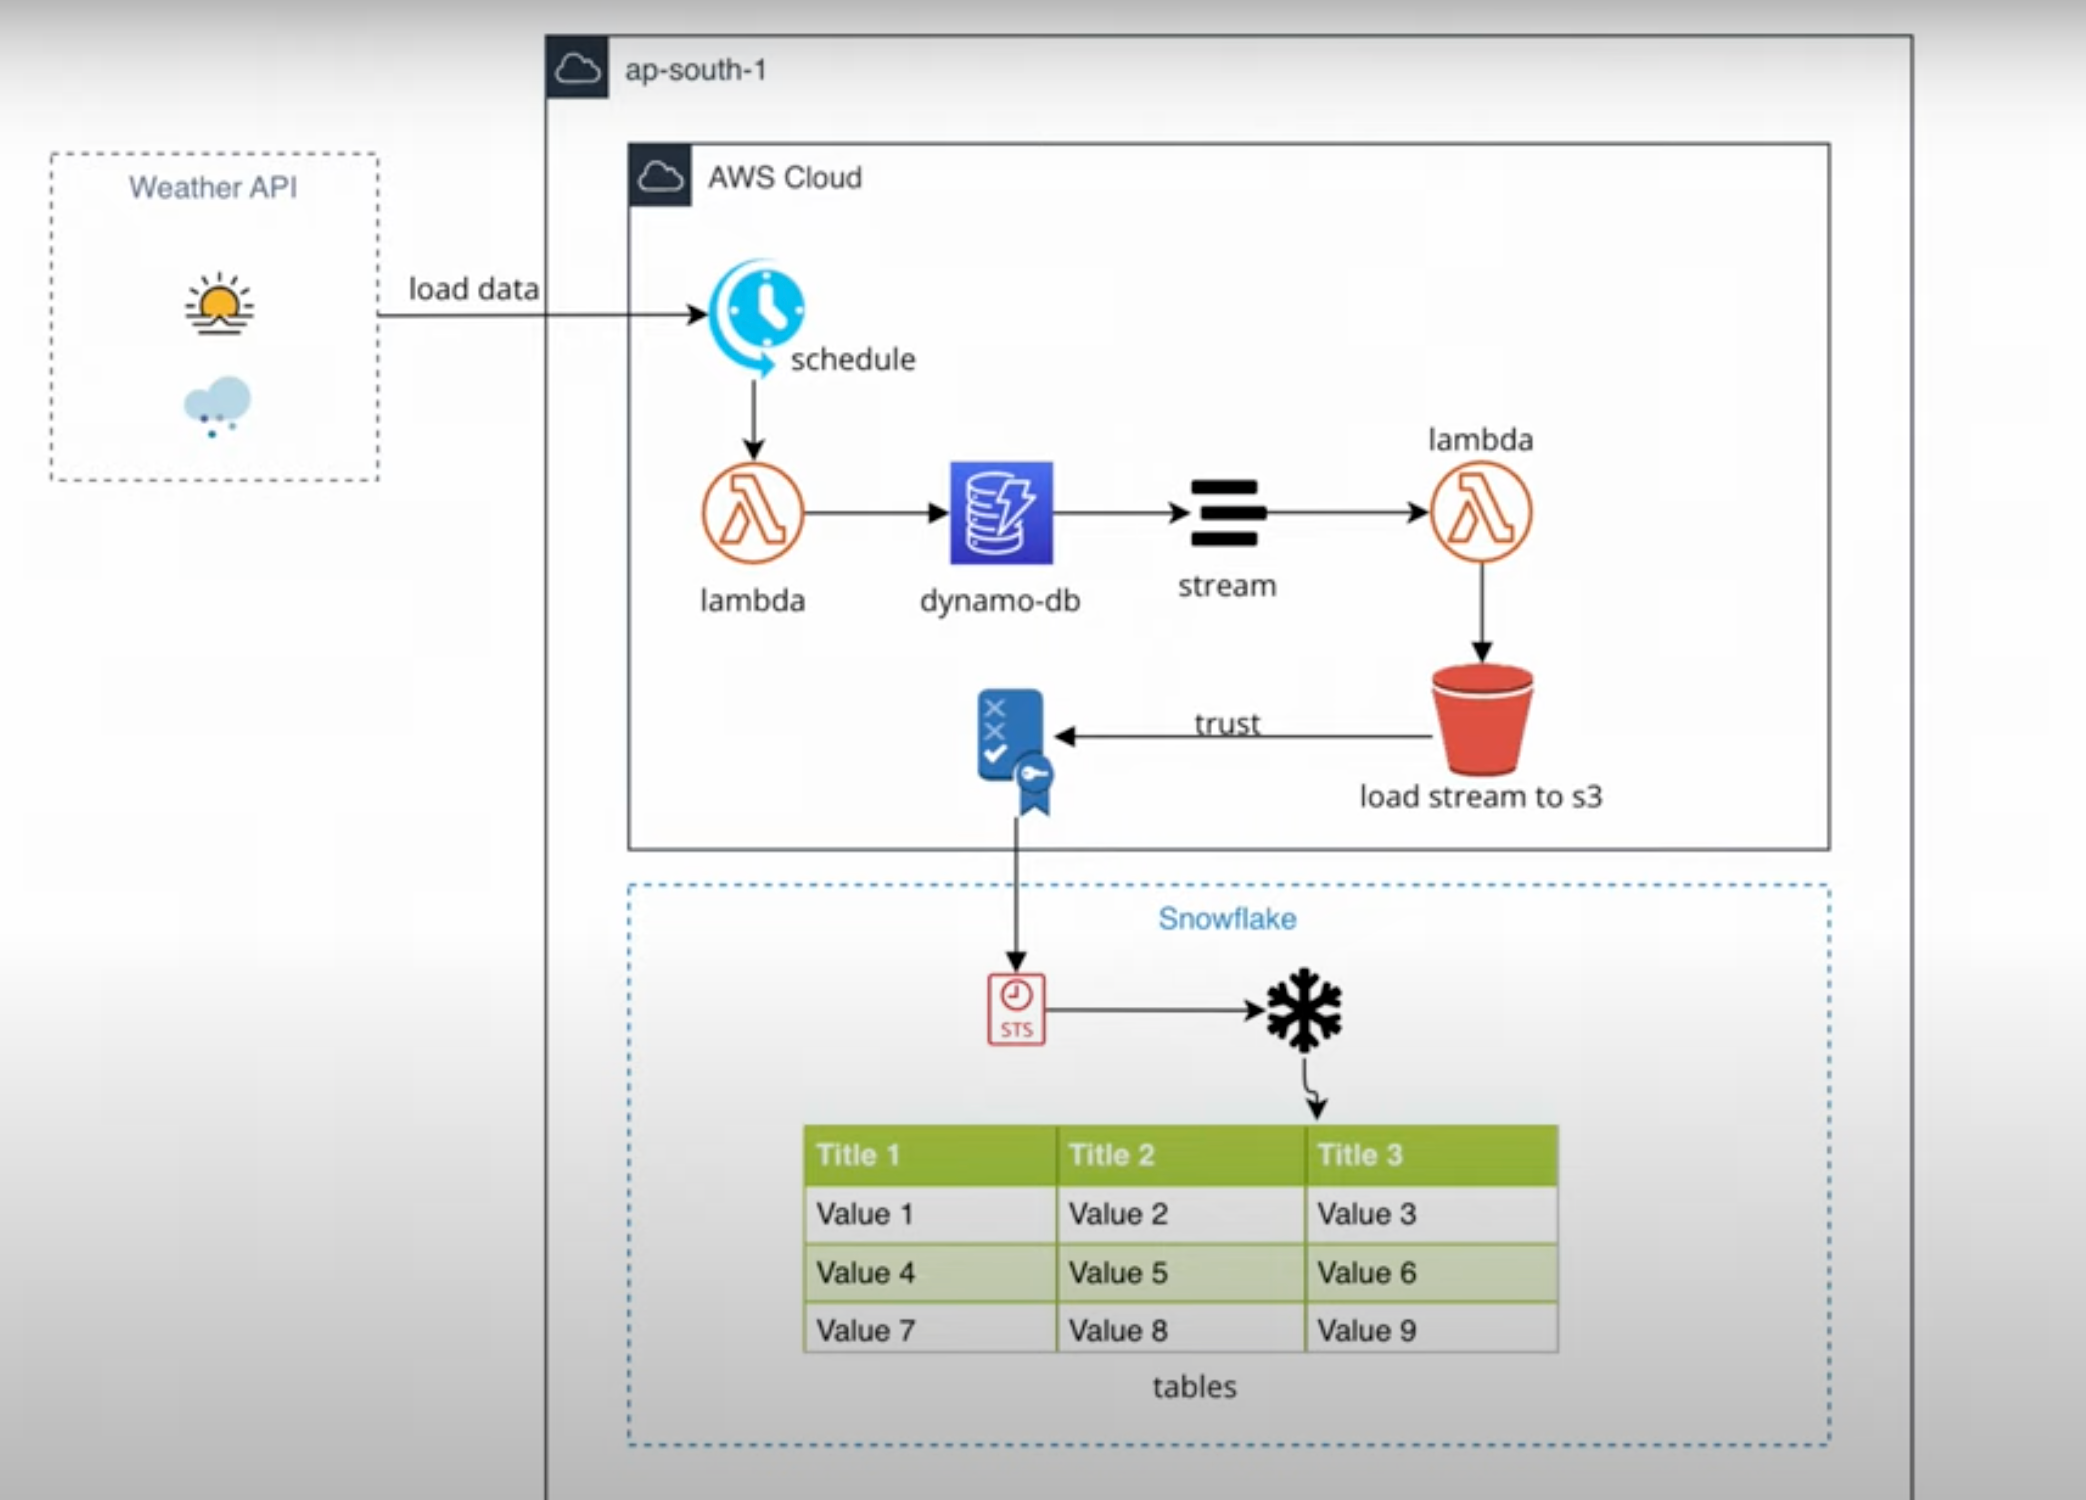 ap-south-1
AWS Cloud
Weather API
load data
schedule
lambda
lambda
dynamo-db
stream
trust
load stream to s3
Snowflake
STS
Title 1 Title 2 Title 3
Value 1 Value 2 Value 3
Value 4 Value 5 Value 6
Value 7 Value 8 Value 9
tables